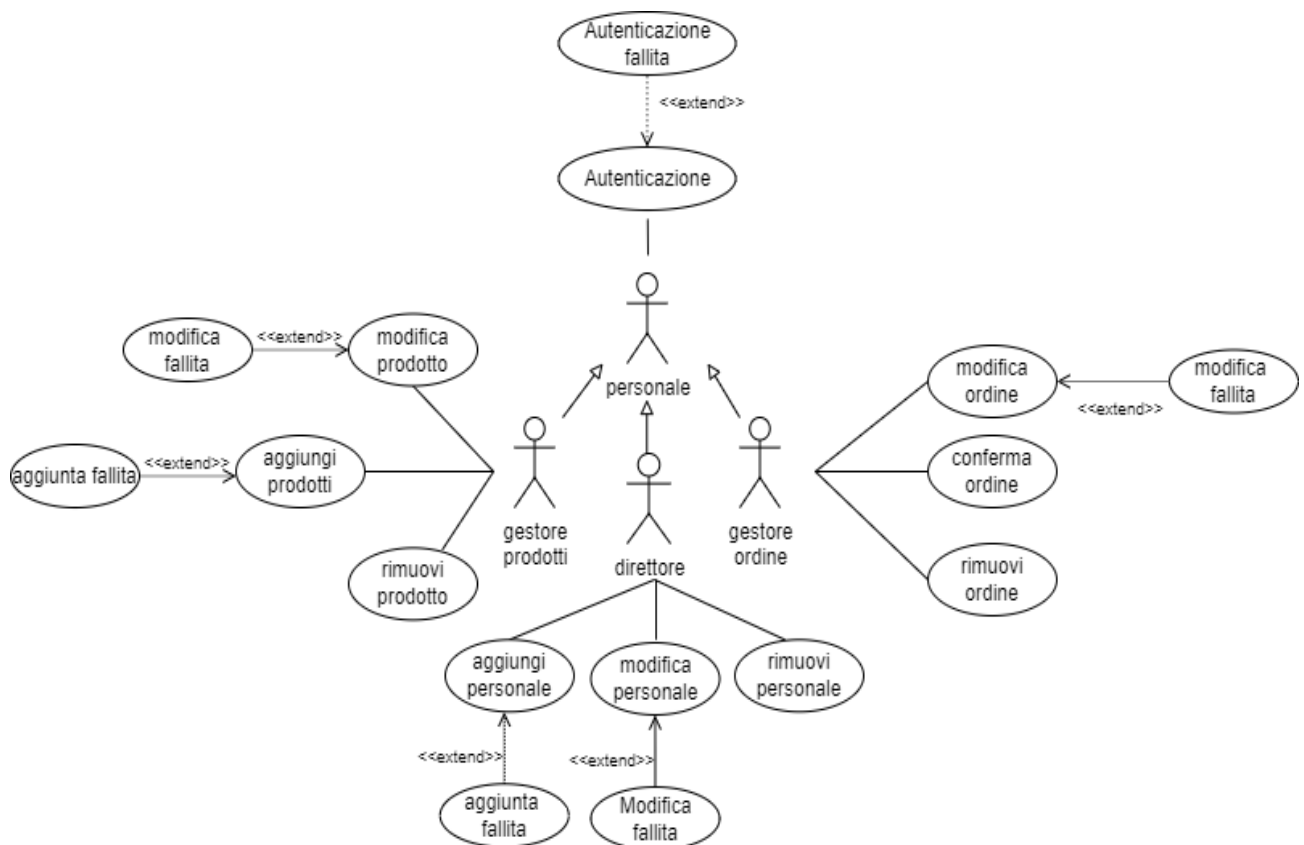 Autenticazione
fallita
<<extend>>
Autenticazione
personale
modifica
fallita
<<extend>>
modifica
prodotto
aggiunta fallita
<<extend>>
aggiungi
prodotti
rimuovi
prodotto
gestore
prodotti
direttore
gestore
ordine
modifica
ordine
<<extend>>
modifica
fallita
conferma
ordine
rimuovi
ordine
aggiungi
personale
modifica
personale
rimuovi
personale
<<extend>>
<<extend>>
aggiunta
fallita
Modifica
fallita